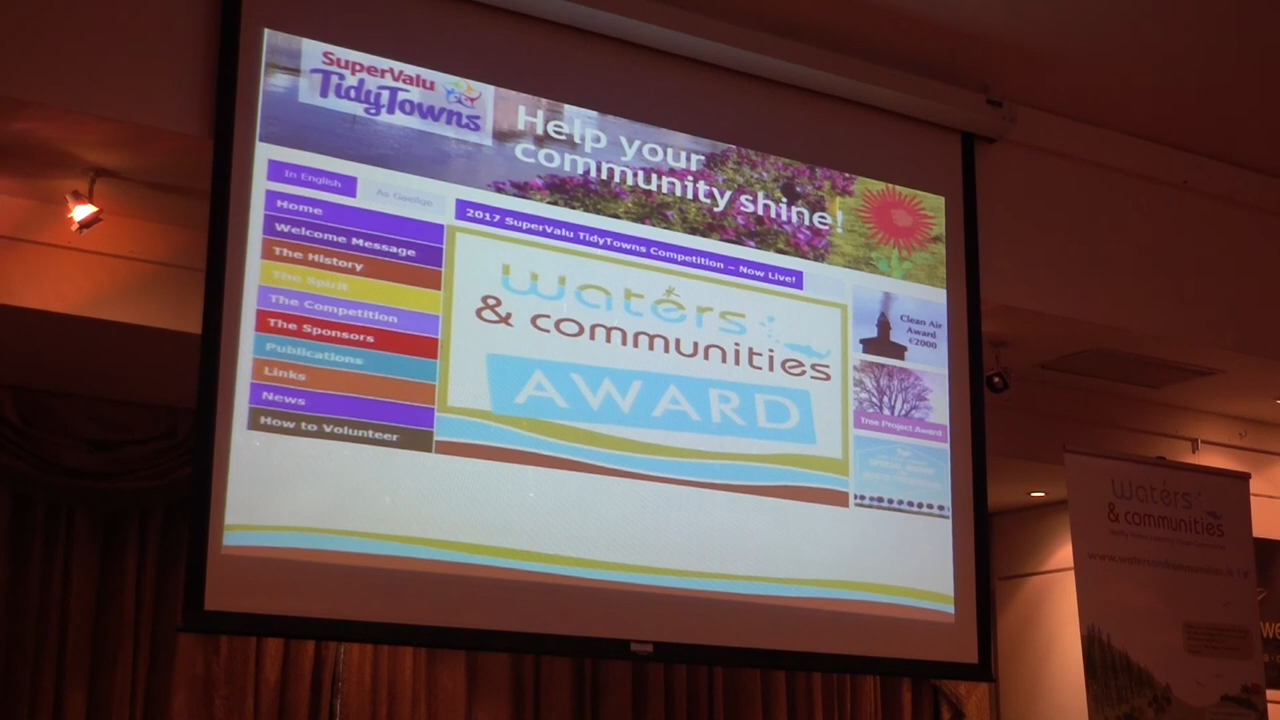 SuperValu
TidyTowns
Help your
community shine!
In English
As Gaeilge
Home
Welcome Message
The History
The Spirit
The Competition
The Sponsors
Publications
Links
News
How to Volunteer
2017 SuperValu TidyTowns Competition – Now Live!
waters
& communities
AWARD
Clean Air
Award
€2000
Tree Project Award
waters
& communities
www.watersandcommunities.ie